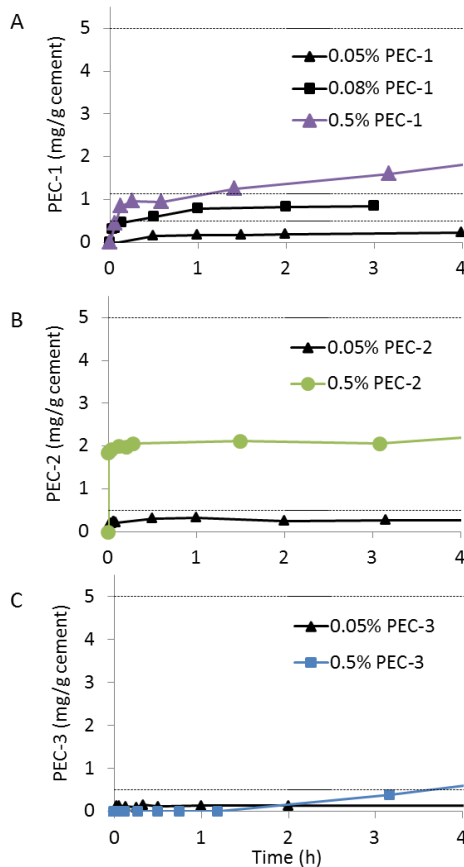 A
PEC-1 (mg/g cement)
5
4
3
2
1
0
0.05% PEC-1
0.08% PEC-1
0.5% PEC-1
0 1 2 3 4
B
PEC-2 (mg/g cement)
5
4
3
2
1
0
0.05% PEC-2
0.5% PEC-2
0 1 2 3 4
C
PEC-3 (mg/g cement)
5
4
3
2
1
0
0.05% PEC-3
0.5% PEC-3
0 1 2 3 4
Time (h)